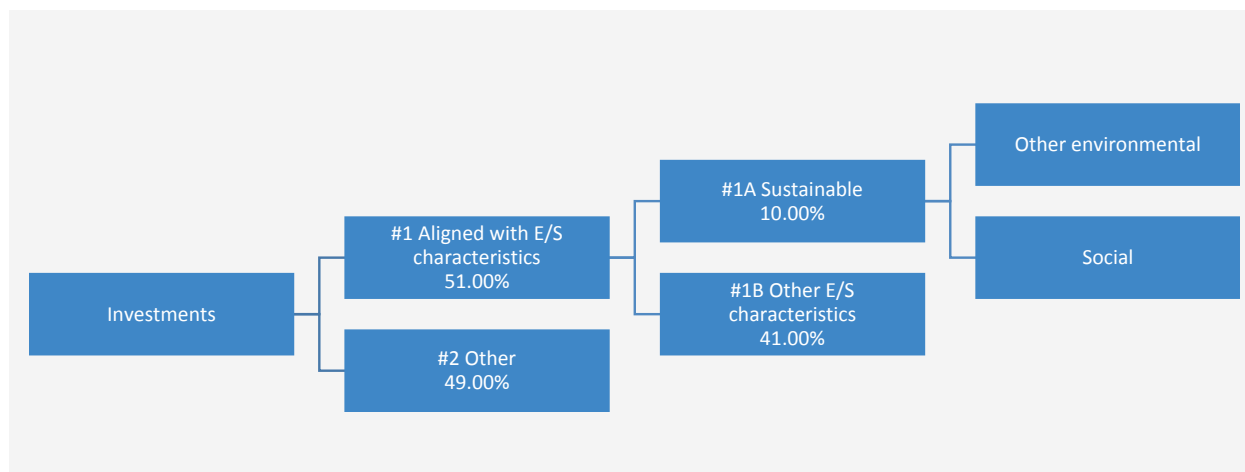 Investments
#1 Aligned with E/S
characteristics
51.00%
#2 Other
49.00%
#1A Sustainable
10.00%
#1B Other E/S
characteristics
41.00%
Other environmental
Social